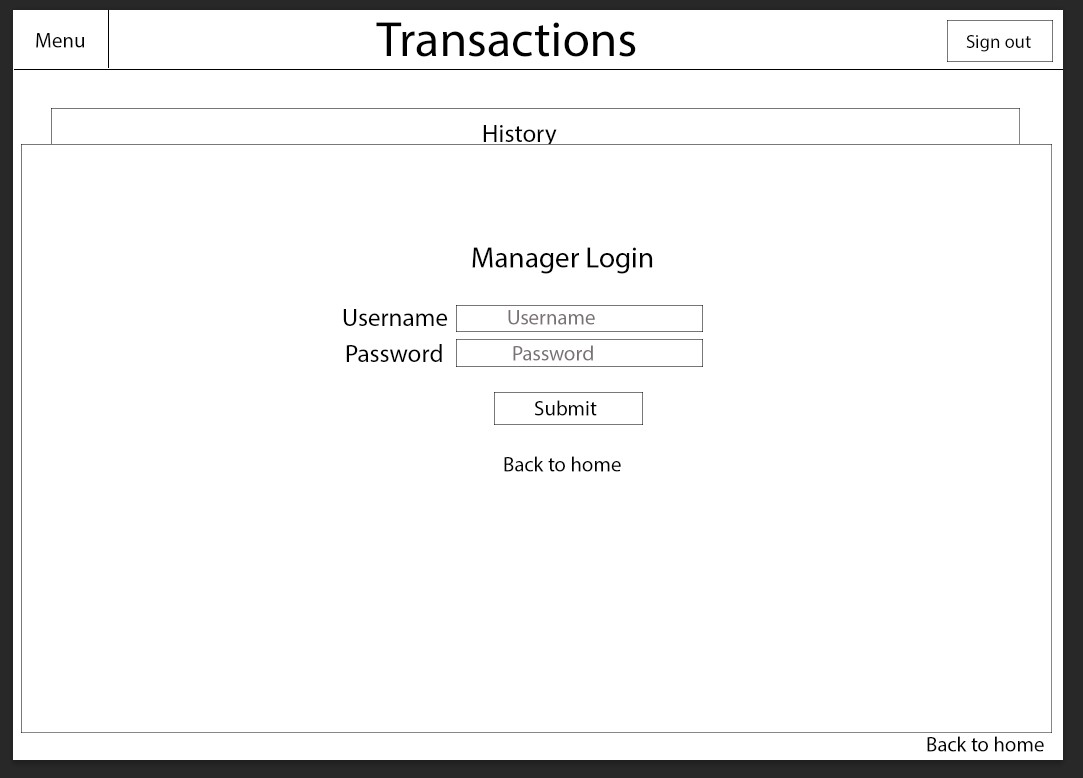 Menu
Transactions
Sign out
History
Manager Login
Username Username
Password Password
Submit
Back to home
Back to home